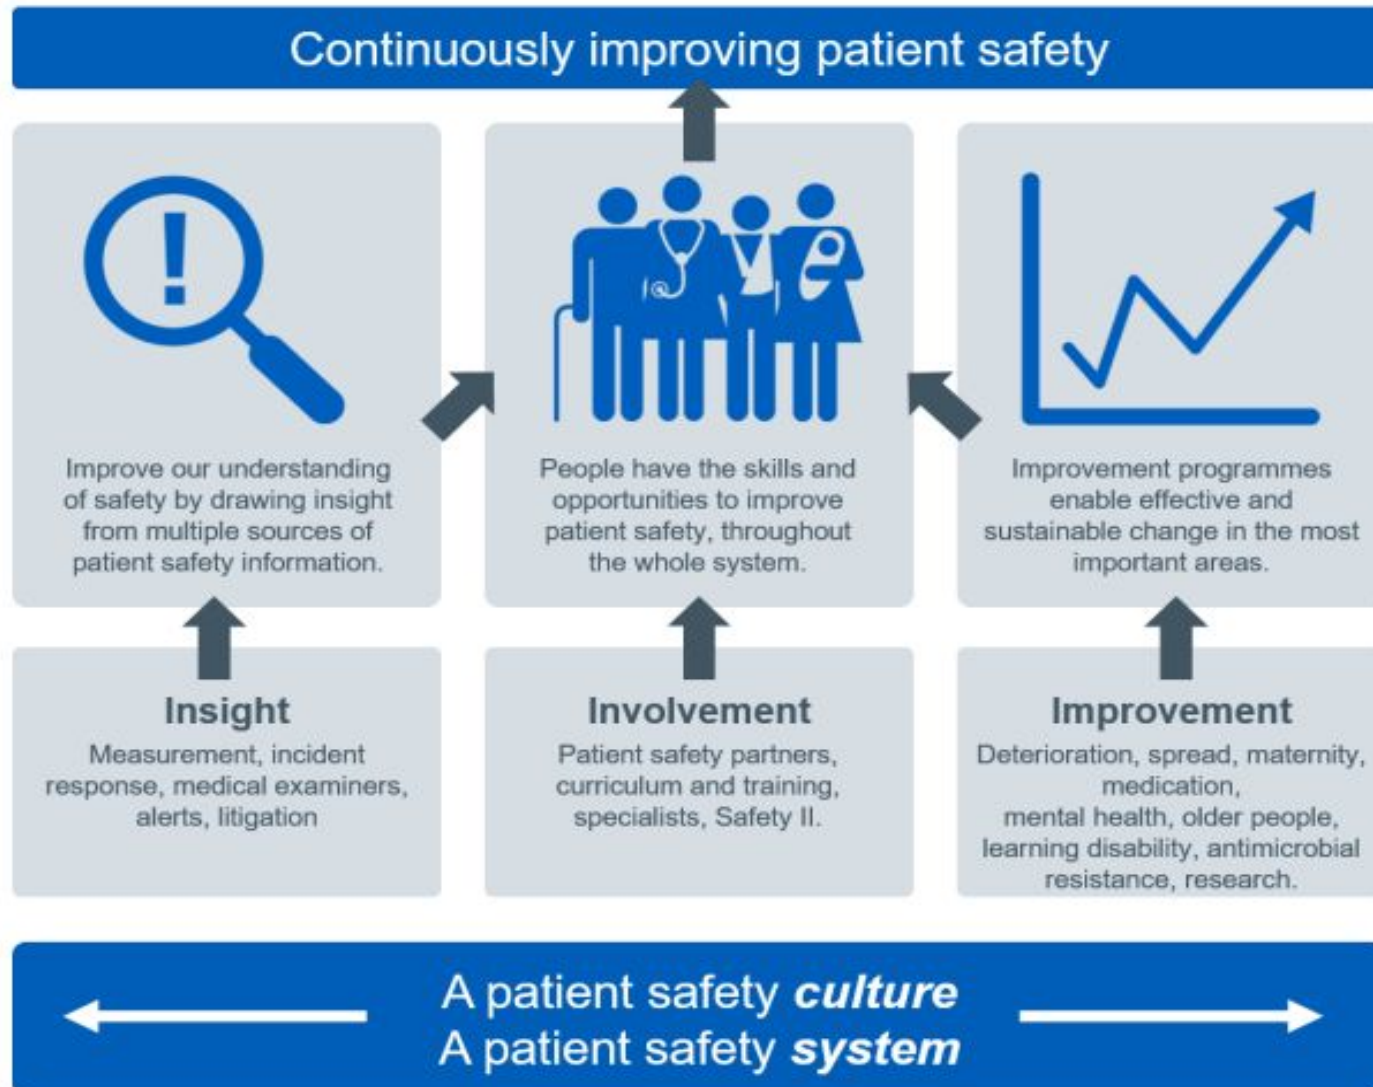 Continuously improving patient safety
!
Improve our understanding
of safety by drawing insight
from multiple sources of
patient safety information.
People have the skills and
opportunities to improve
patient safety, throughout
the whole system.
Improvement programmes
enable effective and
sustainable change in the most
important areas.
Insight
Measurement, incident
response, medical examiners,
alerts, litigation
Involvement
Patient safety partners,
curriculum and training,
specialists, Safety II.
Improvement
Deterioration, spread, maternity,
medication,
mental health, older people,
learning disability, antimicrobial
resistance, research.
A patient safety culture
A patient safety system